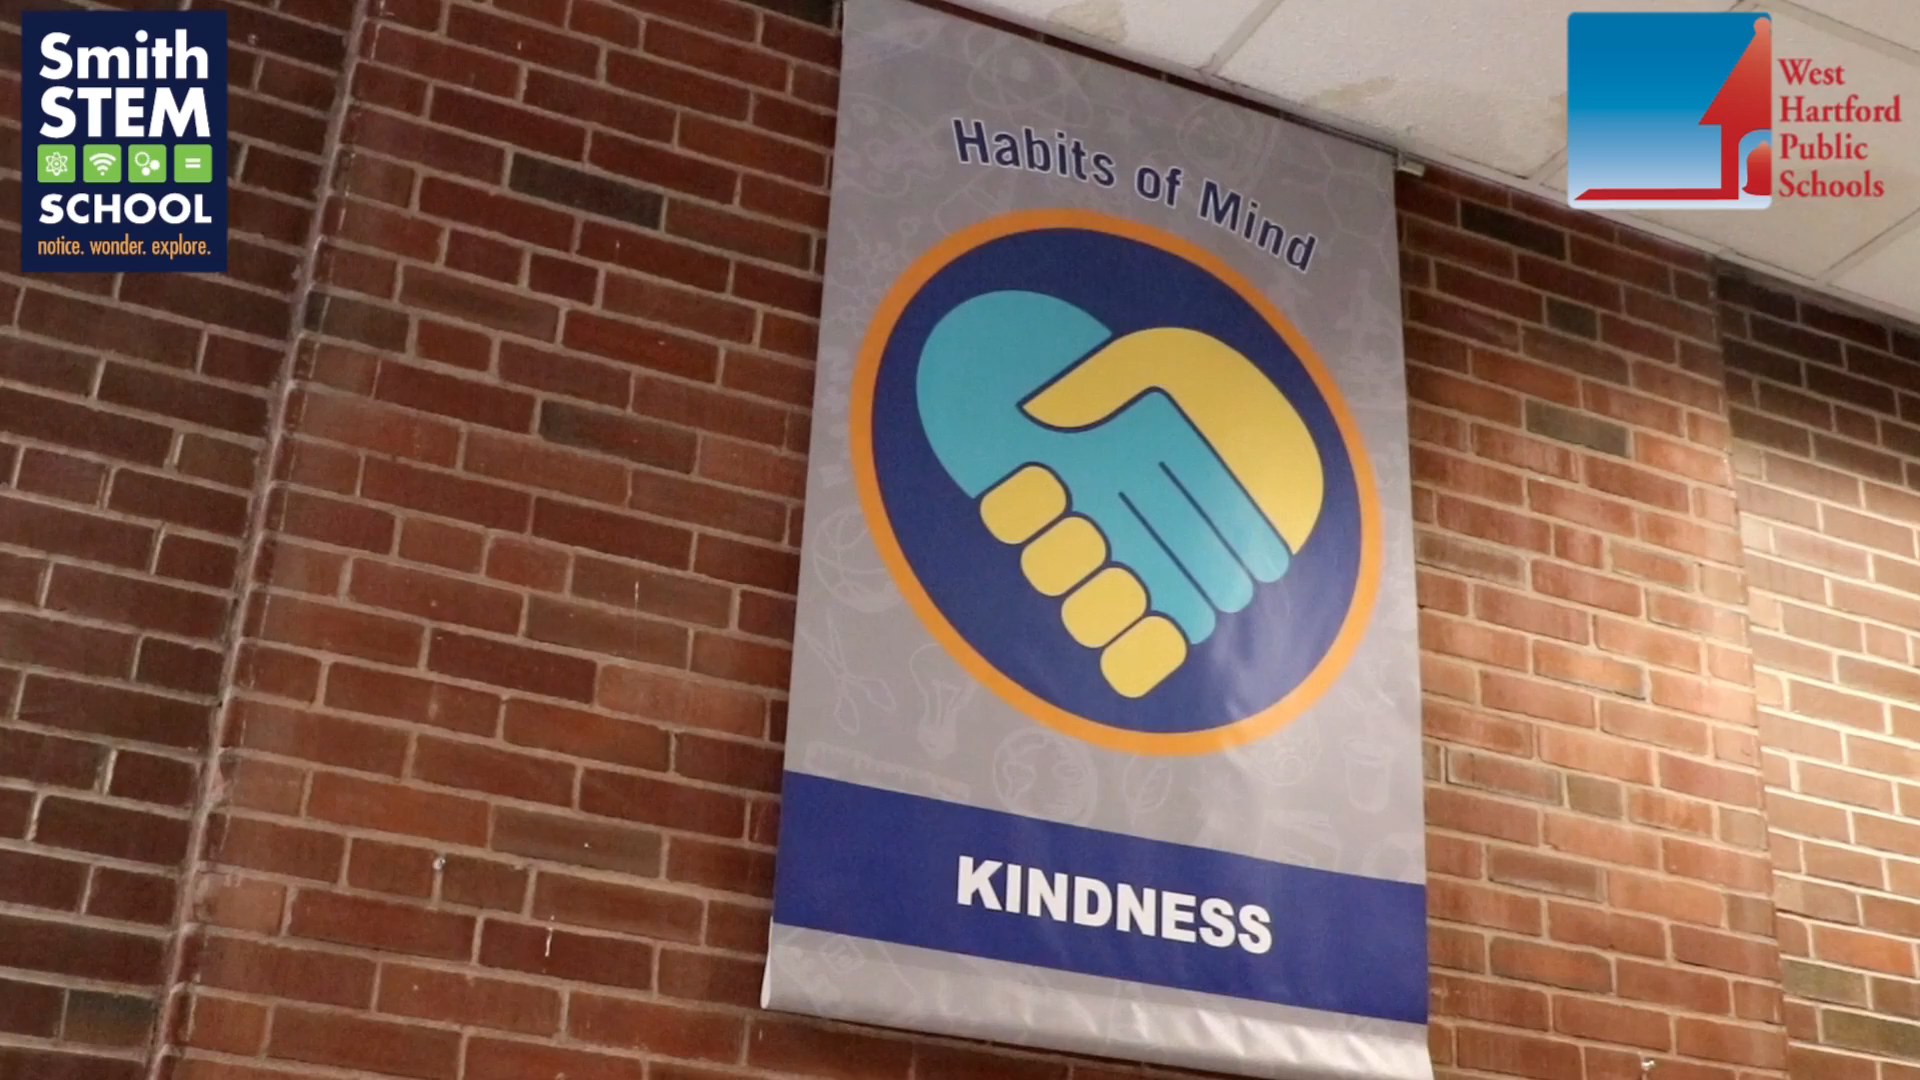 Smith
STEM
SCHOOL
notice. wonder. explore.
Habits of Mind
KINDNESS
West
Hartford
Public
Schools